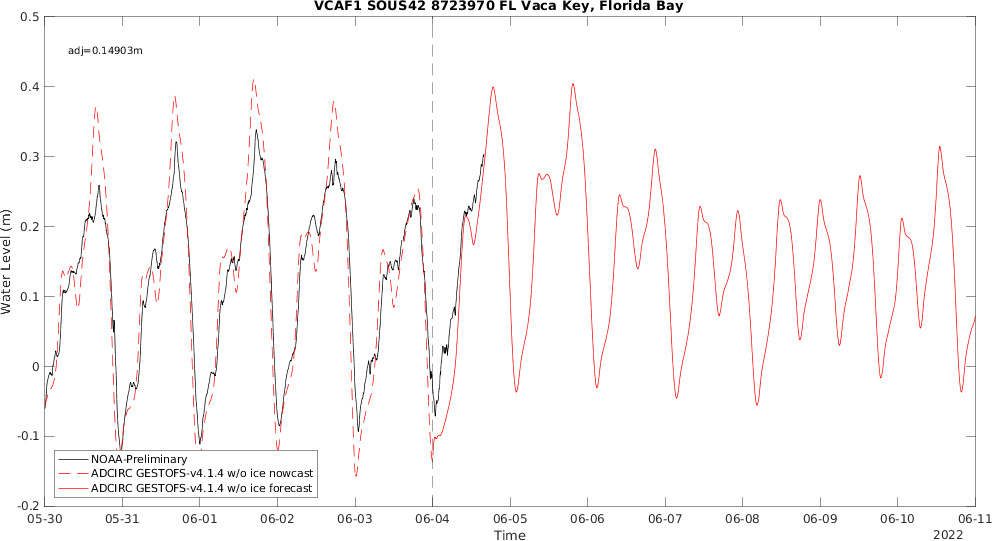 VCAF1 SOUS42 8723970 FL Vaca Key, Florida Bay
adj=0.14903m
Water Level (m)
0.5
0.4
0.3
0.2
0.1
0
-0.1
-0.2
NOAA-Preliminary
ADCIRC GESTOFS-v4.1.4 w/o ice nowcast
ADCIRC GESTOFS-v4.1.4 w/o ice forecast
05-30 05-31 06-01 06-02 06-03 06-04 06-05 06-06 06-07 06-08 06-09 06-10 06-11
Time
2022